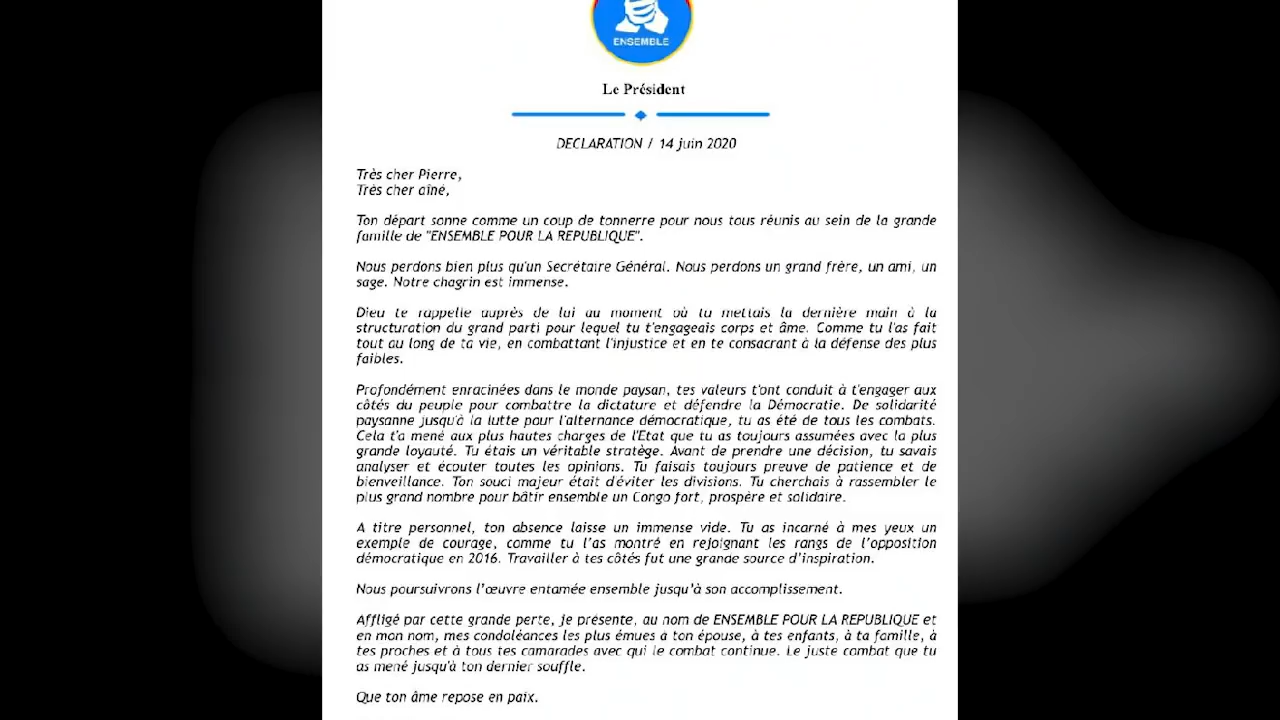 ENSEMBLE
Le Président
DECLARATION / 14 juin 2020
Très cher Pierre,
Très cher aîné,
Ton départ sonne comme un coup de tonnerre pour nous tous réunis au sein de la grande
famille de "ENSEMBLE POUR LA REPUBLIQUE".
Nous perdons bien plus qu'un Secrétaire Général. Nous perdons un grand frère, un ami, un
sage. Notre chagrin est immense.
Dieu te rappelle auprès de lui au moment où tu mettais la dernière main à la
structuration du grand parti pour lequel tu t'engageais corps et âme. Comme tu l'as fait
tout au long de ta vie, en combattant l'injustice et en te consacrant à la défense des plus
faibles.
Profondément enracinées dans le monde paysan, tes valeurs t'ont conduit à t'engager aux
côtés du peuple pour combattre la dictature et défendre la Démocratie. De solidarité
paysanne jusqu'à la lutte pour l'alternance démocratique, tu as été de tous les combats.
Cela t'a mené aux plus hautes charges de l'Etat que tu as toujours assumées avec la plus
grande loyauté. Tu étais un véritable stratège. Avant de prendre une décision, tu savais
analyser et écouter toutes les opinions. Tu faisais toujours preuve de patience et de
bienveillance. Ton souci majeur était d'éviter les divisions. Tu cherchais à rassembler le
plus grand nombre pour bâtir ensemble un Congo fort, prospère et solidaire.
A titre personnel, ton absence laisse un immense vide. Tu as incarné à mes yeux un
exemple de courage, comme tu l’as montré en rejoignant les rangs de l’opposition
démocratique en 2016. Travailler à tes côtés fut une grande source d’inspiration.
Nous poursuivrons l’œuvre entamée ensemble jusqu’à son accomplissement.
Affligé par cette grande perte, je présente, au nom de ENSEMBLE POUR LA REPUBLIQUE et
en mon nom, mes condoléances les plus émues à ton épouse, à tes enfants, à ta famille, à
tes proches et à tous tes camarades avec qui le combat continue. Le juste combat que tu
as mené jusqu'à ton dernier souffle.
Que ton âme repose en paix.